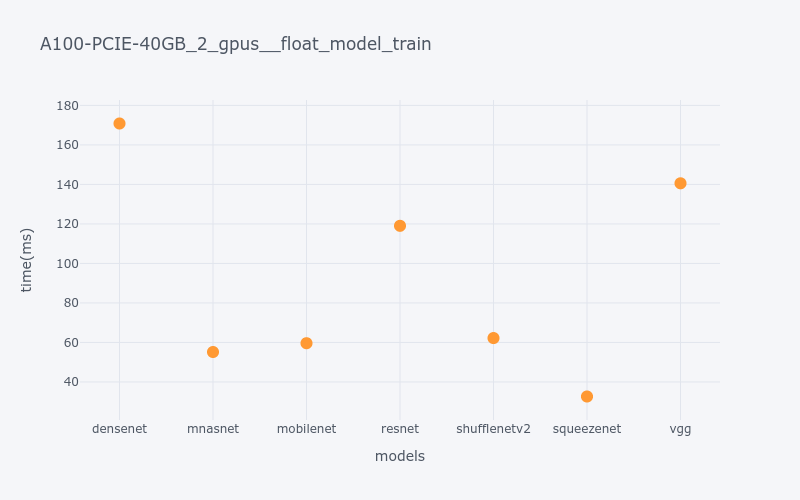 A100-PCIE-40GB_2_gpus__float_model_train
180
160
140
120
100
80
60
40
time(ms)
densenet mnasnet mobilenet resnet shufflenetv2 squeezenet vgg
models